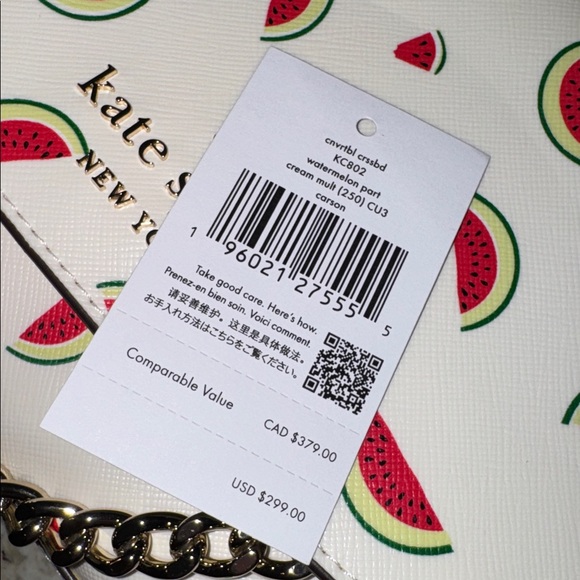 kate s
NEW YO
cnvrtbl crssbd
KC802
watermelon part
cream mult (250) CU3
carson
1 96021 27555 5
Take good care. Here's how.
Prenez-en bien soin. Voici comment.
请妥善维护。这里是具体做法。
お手入れ方法はこちらをご覧ください。
Comparable Value
CAD $379.00
USD $299.00